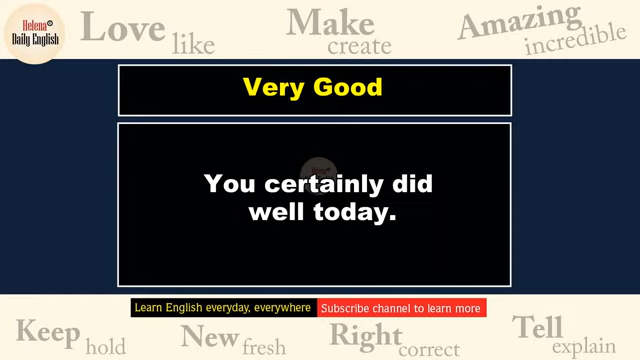 Helena
Daily English
Love like
Make create
Amazing incredible
Very Good
You certainly did
well today.
Learn English everyday, everywhere
Subscribe channel to learn more
Keep hold
New fresh
Right correct
Tell explain